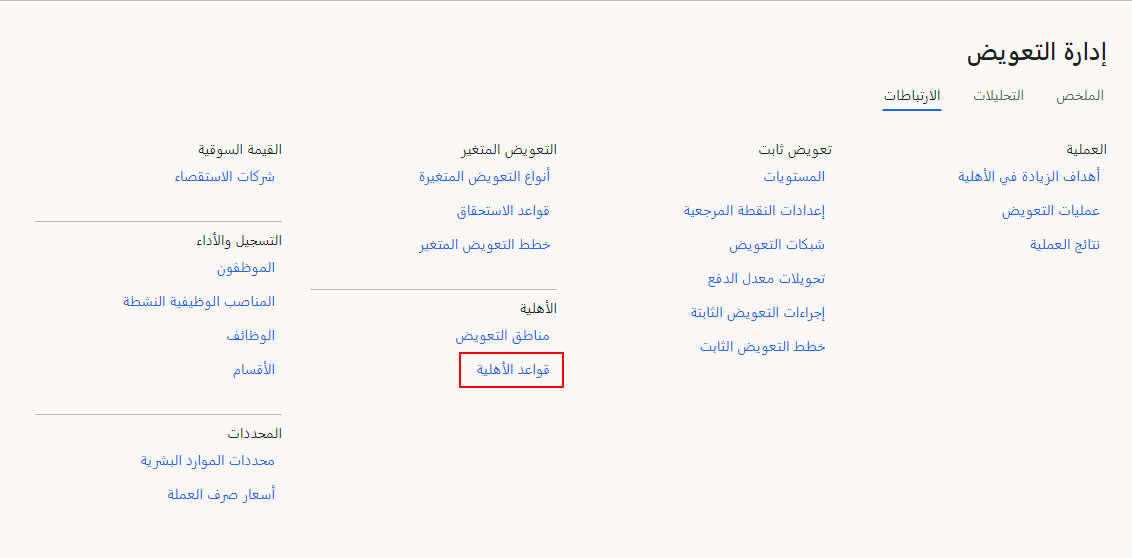 إدارة التعويض
الملخص
التحليلات
الارتباطات
العملية
أهداف الزيادة في الأهلية
عمليات التعويض
نتائج العملية
تعويض ثابت
المستويات
إعدادات النقطة المرجعية
شبكات التعويض
تحويلات معدل الدفع
إجراءات التعويض الثابتة
خطط التعويض الثابت
التعويض المتغير
أنواع التعويض المتغيرة
قواعد الاستحقاق
خطط التعويض المتغير
الأهلية
مناطق التعويض
قواعد الأهلية
القيمة السوقية
شركات الاستقصاء
التسجيل والأداء
الموظفون
المناصب الوظيفية النشطة
الوظائف
الأقسام
المحددات
محددات الموارد البشرية
أسعار صرف العملة